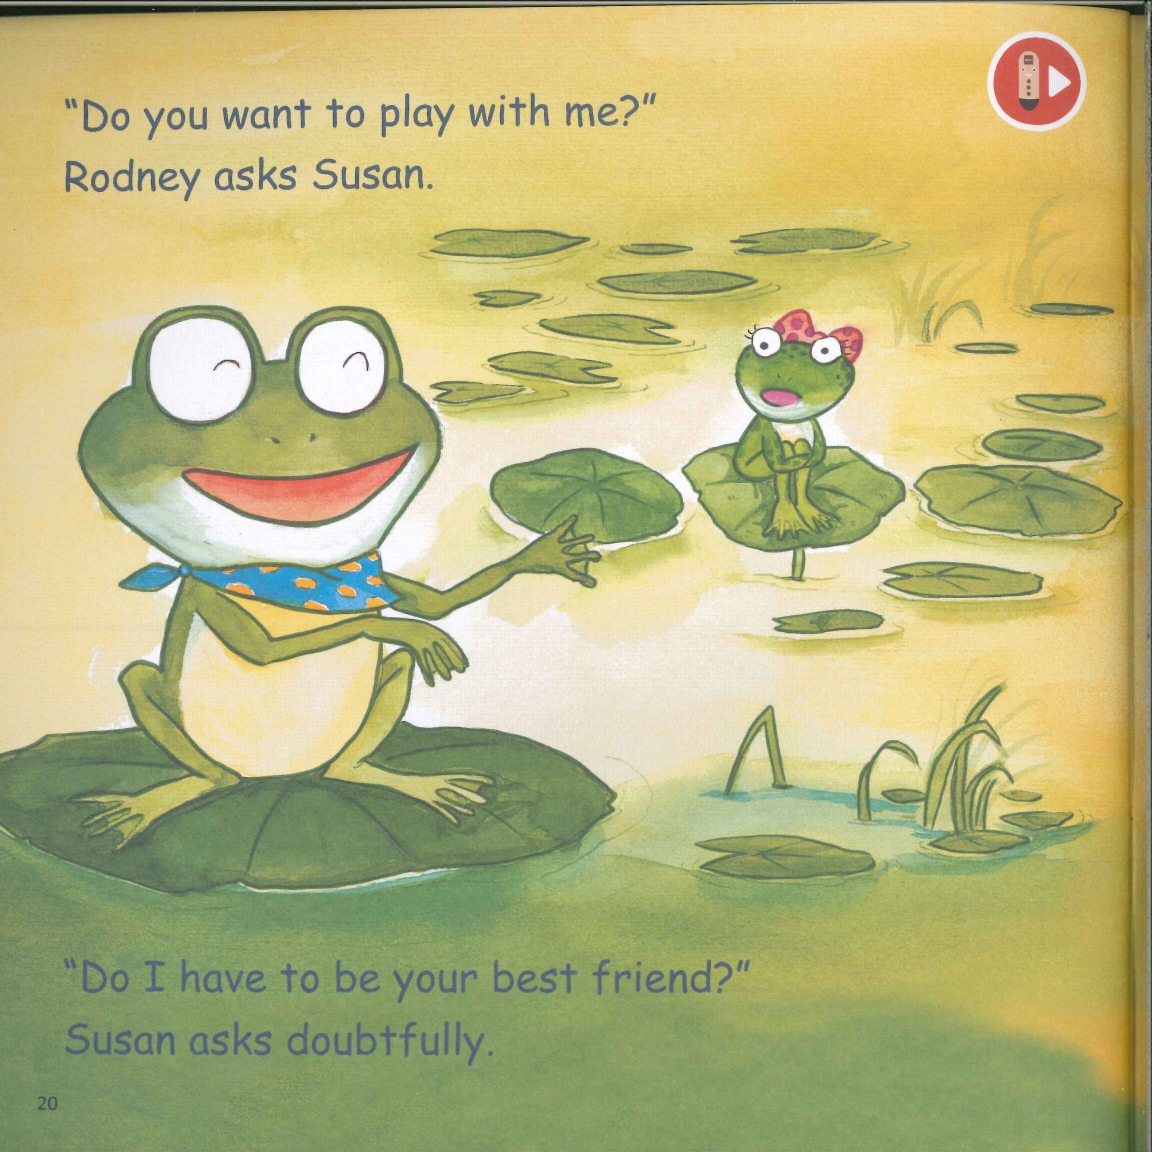 “Do you want to play with me?”
Rodney asks Susan.
“Do I have to be your best friend?”
Susan asks doubtfully.
20